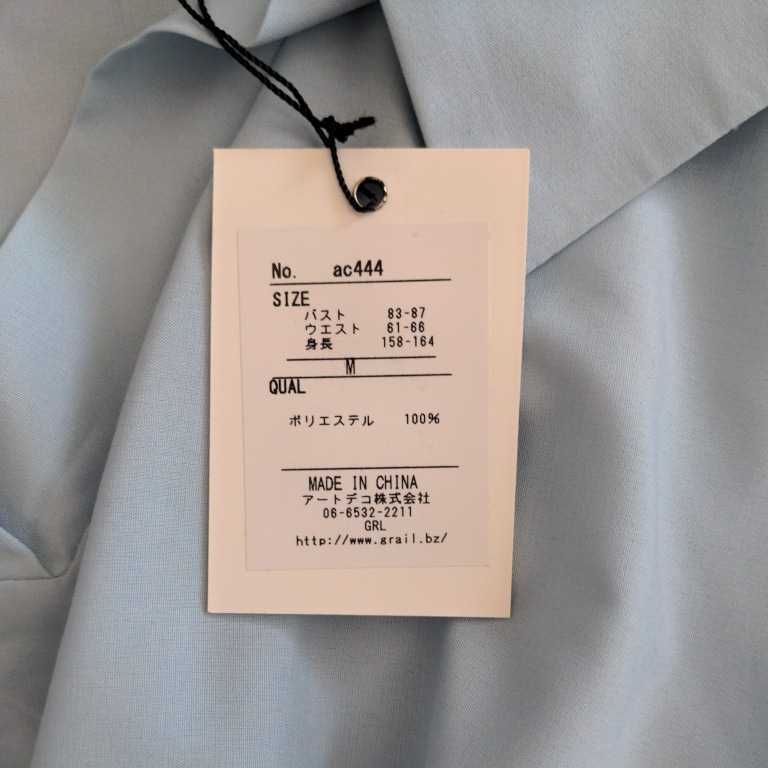 No. ac444
SIZE
バスト 83-87
ウエスト 61-66
身長 158-164
M
QUAL
ポリエステル 100%
MADE IN CHINA
アートデコ株式会社
06-6532-2211
GRL
http://www.grail.bz/